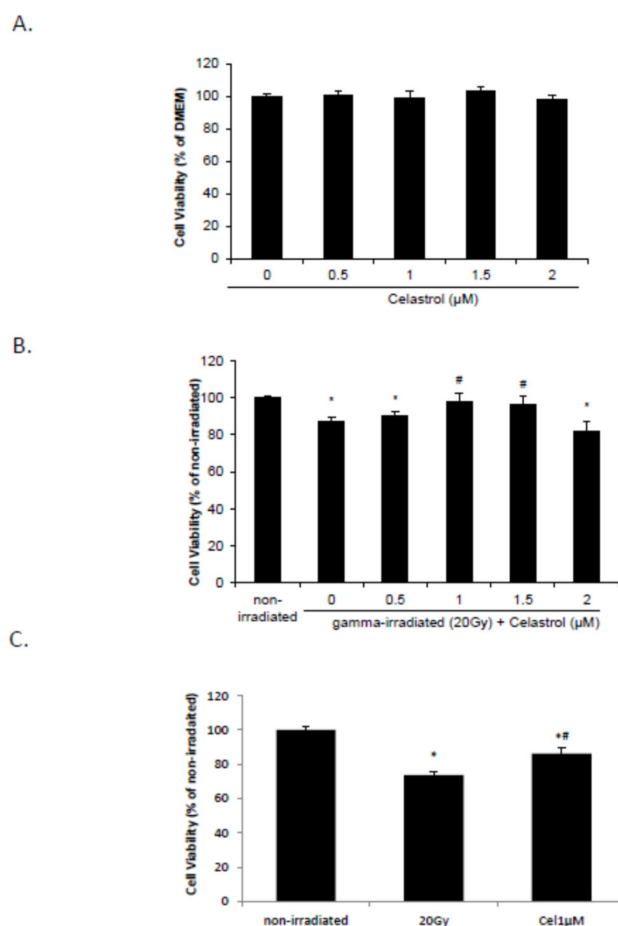 A.
120
100
80
60
40
20
0
Cell Viability (% of DMEM)
0 0.5 1 1.5 2
Celastrol (µM)
B.
120
100
80
60
40
20
0
Cell Viability (% of non-irradiated)
* * # # *
non-irradiated
0 0.5 1 1.5 2
gamma-irradiated (20Gy) + Celastrol (µM)
C.
120
100
80
60
40
20
0
Cell Viability (% of non-irradaited)
* *#
non-irradiated 20Gy Cel1µM